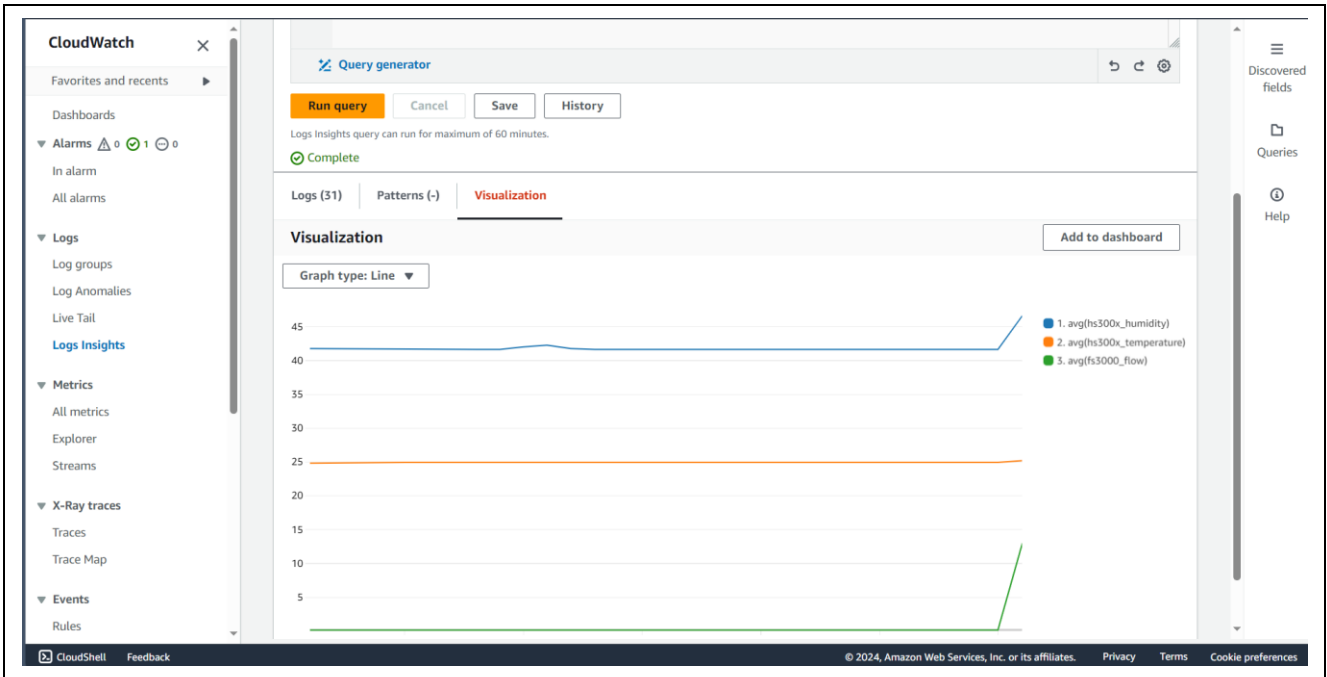 CloudWatch
Favorites and recents
Dashboards
Alarms 0 1 0
In alarm
All alarms
Logs
Log groups
Log Anomalies
Live Tail
Logs Insights
Metrics
All metrics
Explorer
Streams
X-Ray traces
Traces
Trace Map
Events
Rules
Query generator
Run query
Cancel
Save
History
Logs Insights query can run for maximum of 60 minutes.
Complete
Logs (31)
Patterns (-)
Visualization
Visualization
Add to dashboard
Graph type: Line
45
40
35
30
25
20
15
10
5
1. avg(hs300x_humidity)
2. avg(hs300x_temperature)
3. avg(fs3000_flow)
Discovered
fields
Queries
Help
CloudShell
Feedback
© 2024, Amazon Web Services, Inc. or its affiliates.
Privacy
Terms
Cookie preferences